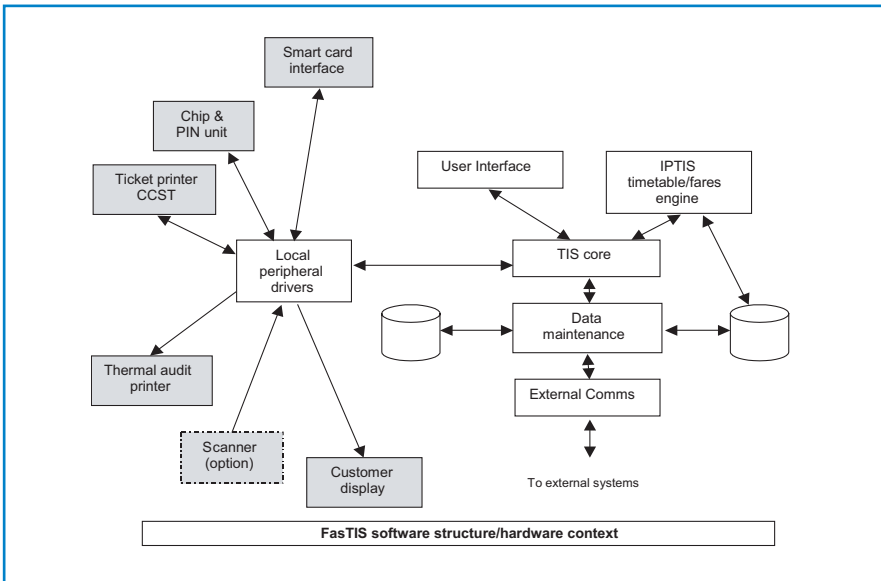 Smart card
interface
Chip &
PIN unit
Ticket printer
CCST
User Interface
IPTIS
timetable/fares
engine
Local
peripheral
drivers
TIS core
Data
maintenance
Thermal audit
printer
External Comms
Scanner
(option)
Customer
display
To external systems
FasTIS software structure/hardware context